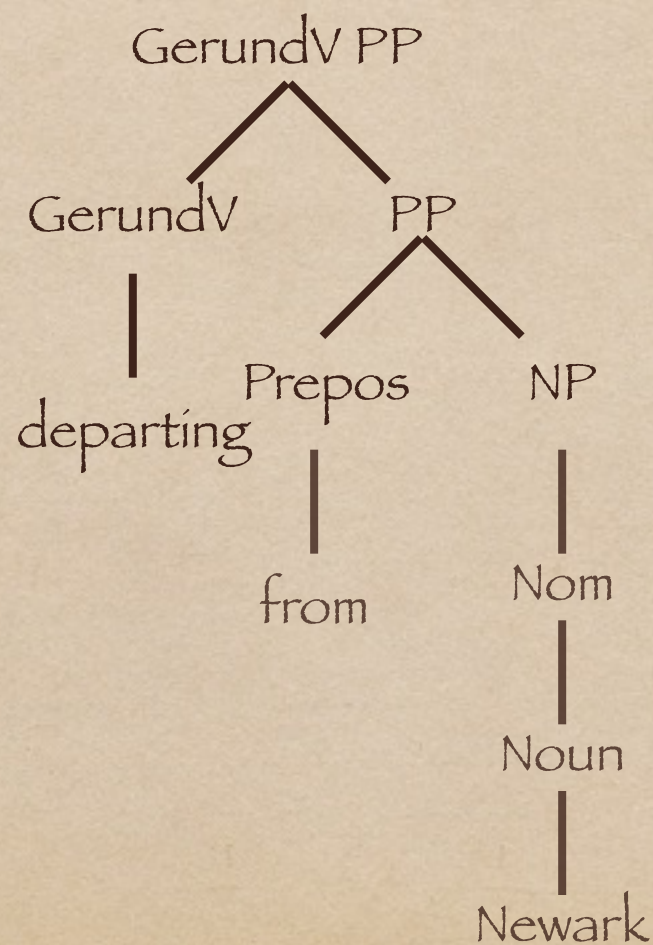 GerundV PP
GerundV PP
departing Prepos NP
from Nom
Noun
Newark